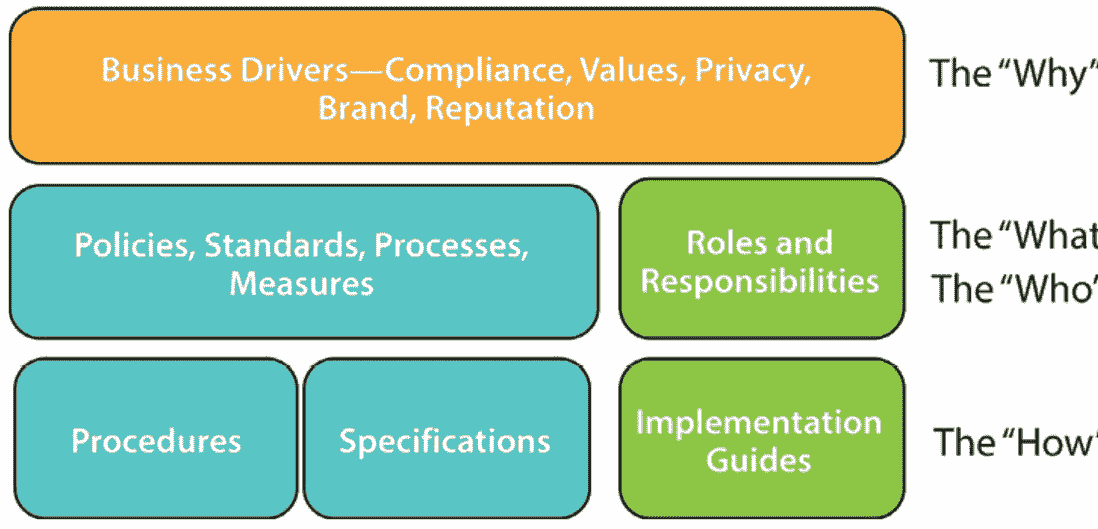 Business Drivers—Compliance, Values, Privacy,
Brand, Reputation
The “Why”
Policies, Standards, Processes,
Measures
Roles and
Responsibilities
The “What
The “Who”
Procedures
Specifications
Implementation
Guides
The “How”